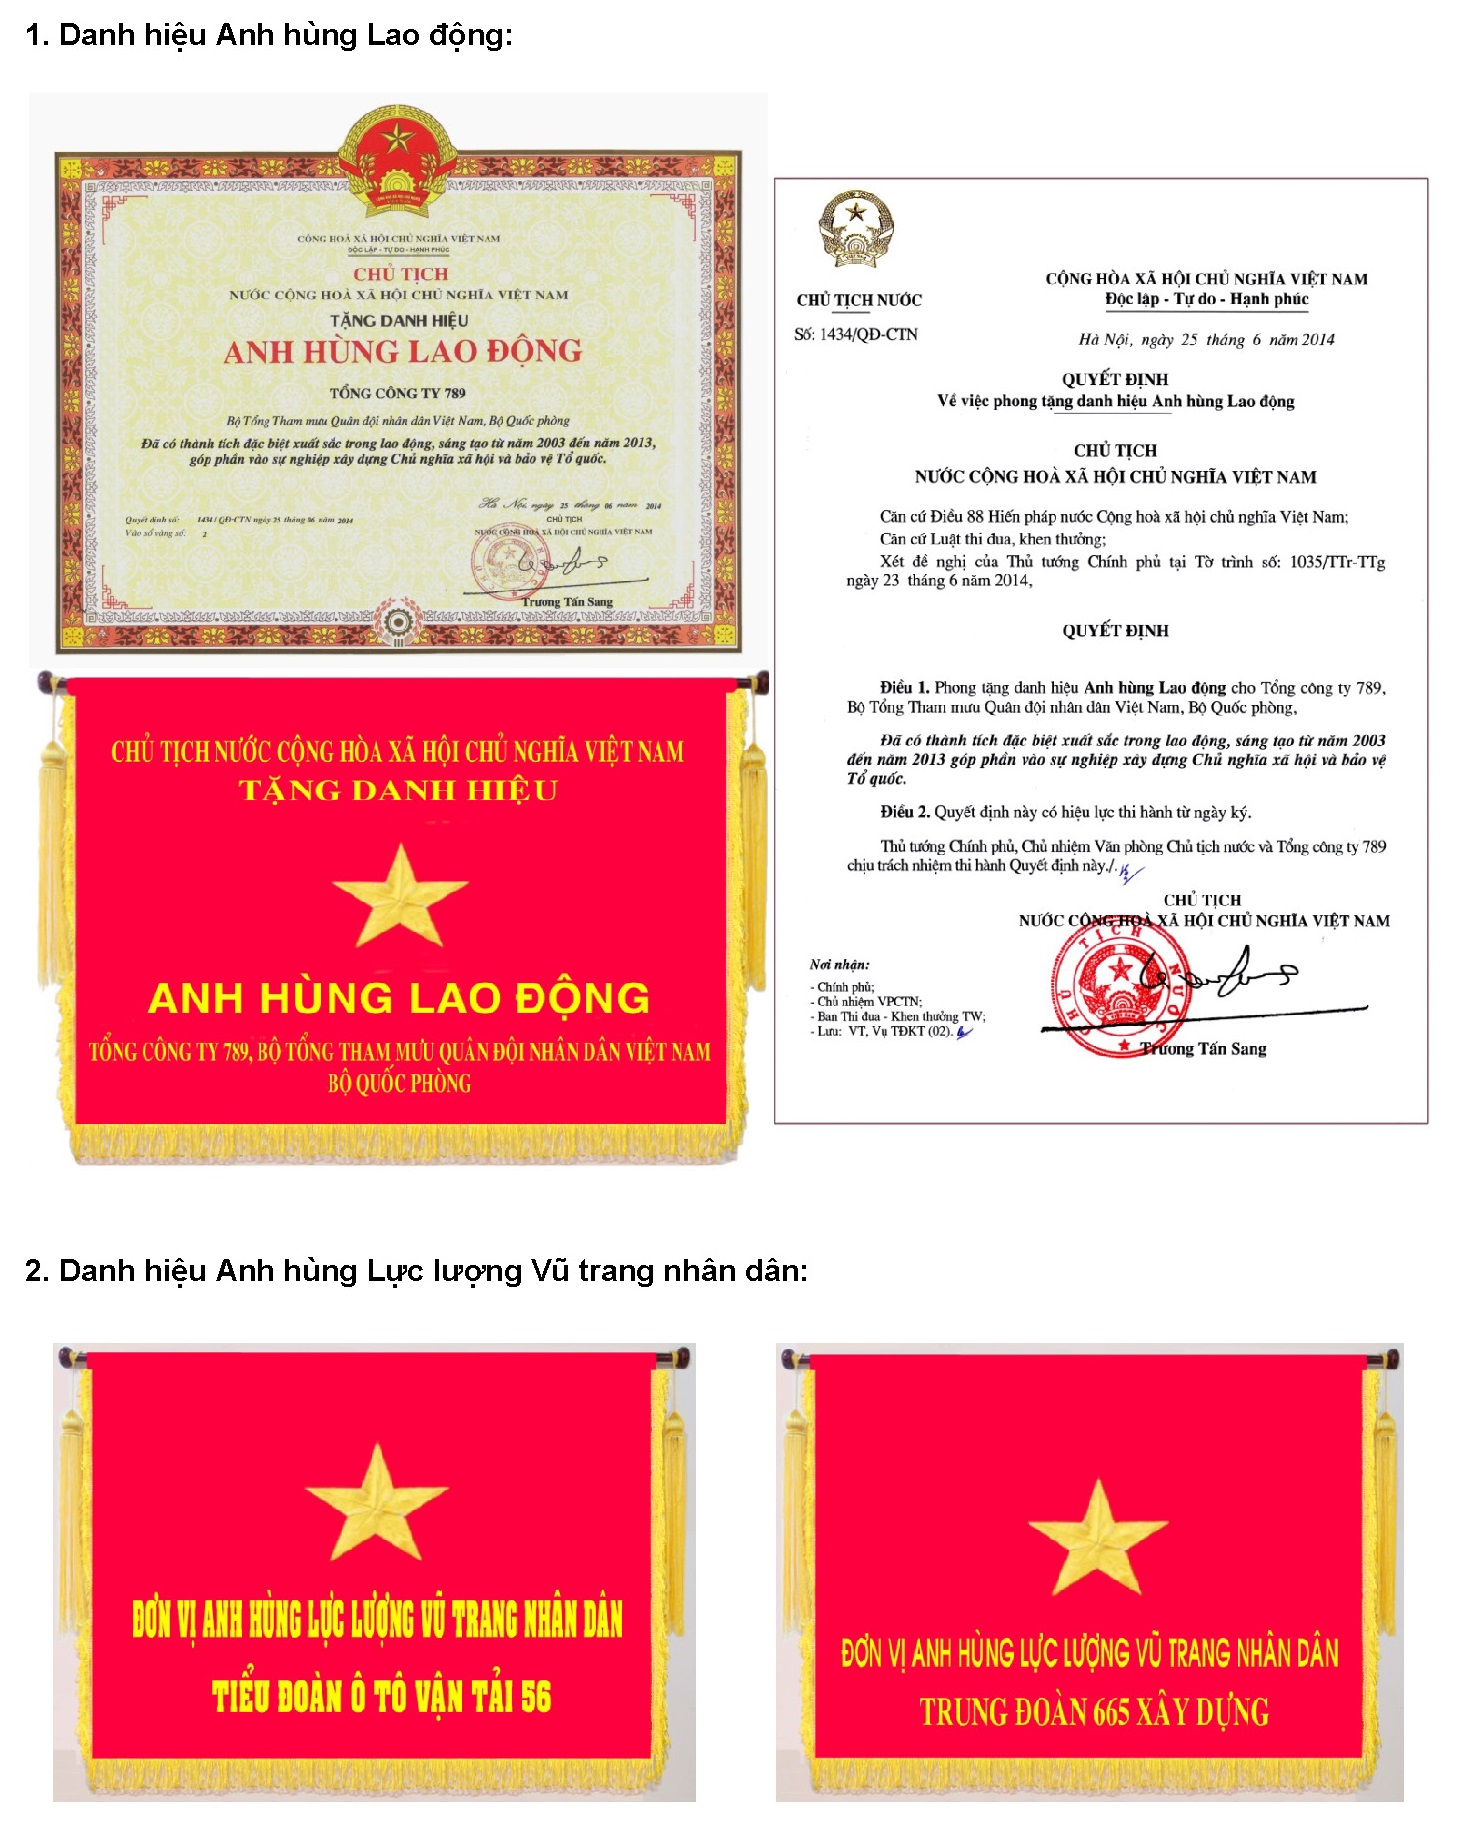 1. Danh hiệu Anh hùng Lao động:
CỘNG HOÀ XÃ HỘI CHỦ NGHĨA VIỆT NAM
ĐỘC LẬP - TỰ DO - HẠNH PHÚC
CHỦ TỊCH
NƯỚC CỘNG HOÀ XÃ HỘI CHỦ NGHĨA VIỆT NAM
TẶNG DANH HIỆU
ANH HÙNG LAO ĐỘNG
TỔNG CÔNG TY 789
Bộ Tổng Tham mưu Quân đội nhân dân Việt Nam, Bộ Quốc phòng
Đã có thành tích đặc biệt xuất sắc trong lao động, sáng tạo từ năm 2003 đến năm 2013,
góp phần vào sự nghiệp xây dựng Chủ nghĩa xã hội và bảo vệ Tổ quốc.
Hà Nội, ngày 25 tháng 06 năm 2014
Quyết định số: 1434 / QĐ-CTN ngày 25 tháng 06 năm 2014
Vào sổ vàng số: 2
CHỦ TỊCH
NƯỚC CỘNG HOÀ XÃ HỘI CHỦ NGHĨA VIỆT NAM
Trương Tấn Sang
CHỦ TỊCH NƯỚC CỘNG HÒA XÃ HỘI CHỦ NGHĨA VIỆT NAM
TẶNG DANH HIỆU
ANH HÙNG LAO ĐỘNG
TỔNG CÔNG TY 789, BỘ TỔNG THAM MƯU QUÂN ĐỘI NHÂN DÂN VIỆT NAM
BỘ QUỐC PHÒNG
CHỦ TỊCH NƯỚC
Số: 1434/QĐ-CTN
CỘNG HÒA XÃ HỘI CHỦ NGHĨA VIỆT NAM
Độc lập - Tự do - Hạnh phúc
Hà Nội, ngày 25 tháng 6 năm 2014
QUYẾT ĐỊNH
Về việc phong tặng danh hiệu Anh hùng Lao động
CHỦ TỊCH
NƯỚC CỘNG HOÀ XÃ HỘI CHỦ NGHĨA VIỆT NAM
Căn cứ Điều 88 Hiến pháp nước Cộng hoà xã hội chủ nghĩa Việt Nam;
Căn cứ Luật thi đua, khen thưởng;
Xét đề nghị của Thủ tướng Chính phủ tại Tờ trình số: 1035/TTr-TTg
ngày 23 tháng 6 năm 2014,
QUYẾT ĐỊNH
Điều 1. Phong tặng danh hiệu Anh hùng Lao động cho Tổng công ty 789,
Bộ Tổng Tham mưu Quân đội nhân dân Việt Nam, Bộ Quốc phòng,
Đã có thành tích đặc biệt xuất sắc trong lao động, sáng tạo từ năm 2003
đến năm 2013 góp phần vào sự nghiệp xây dựng Chủ nghĩa xã hội và bảo vệ
Tổ quốc.
Điều 2. Quyết định này có hiệu lực thi hành từ ngày ký.
Thủ tướng Chính phủ, Chủ nhiệm Văn phòng Chủ tịch nước và Tổng công ty 789
chịu trách nhiệm thi hành Quyết định này./.
CHỦ TỊCH
NƯỚC CỘNG HOÀ XÃ HỘI CHỦ NGHĨA VIỆT NAM
CHỦ TỊCH NƯỚC
Trương Tấn Sang
Nơi nhận:
- Chính phủ;
- Chủ nhiệm VPCTN;
- Ban Thi đua - Khen thưởng TW;
- Lưu: VT, Vụ TĐKT (02).
2. Danh hiệu Anh hùng Lực lượng Vũ trang nhân dân:
ĐƠN VỊ ANH HÙNG LỰC LƯỢNG VŨ TRANG NHÂN DÂN
TIỂU ĐOÀN Ô TÔ VẬN TẢI 56
ĐƠN VỊ ANH HÙNG LỰC LƯỢNG VŨ TRANG NHÂN DÂN
TRUNG ĐOÀN 665 XÂY DỰNG